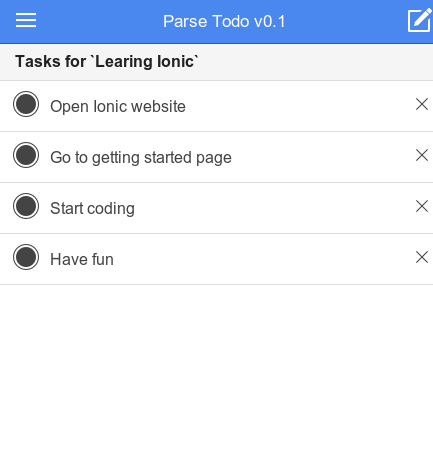 Parse Todo v0.1
Tasks for `Learing Ionic`
Open Ionic website
Go to getting started page
Start coding
Have fun